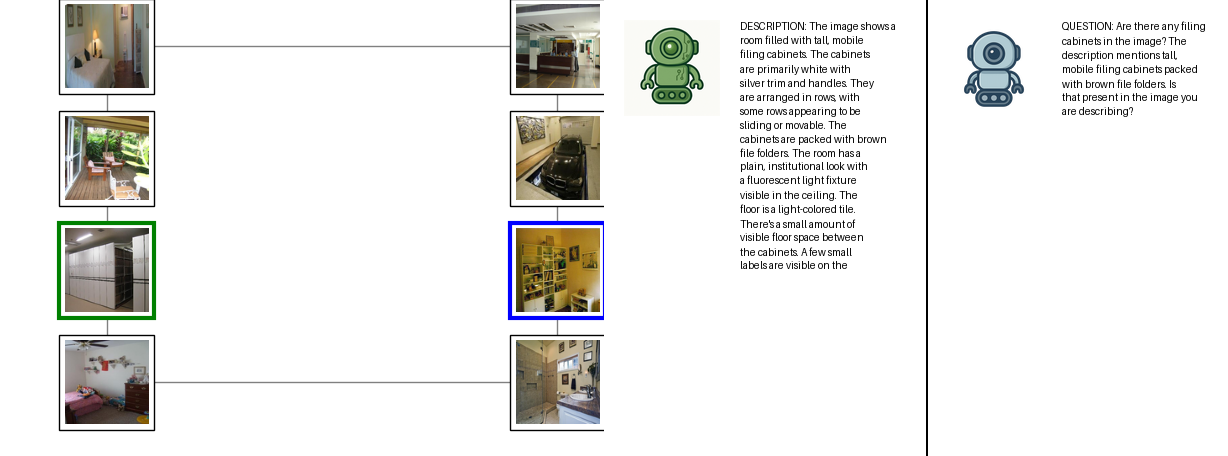 DESCRIPTION: The image shows a
room filled with tall, mobile
filing cabinets. The cabinets
are primarily white with
silver trim and handles. They
are arranged in rows, with
some rows appearing to be
sliding or movable. The
cabinets are packed with brown
file folders. The room has a
plain, institutional look with
a fluorescent light fixture
visible in the ceiling. The
floor is a light-colored tile.
There's a small amount of
visible floor space between
the cabinets. A few small
labels are visible on the
QUESTION: Are there any filing
cabinets in the image? The
description mentions tall,
mobile filing cabinets packed
with brown file folders. Is
that present in the image you
are describing?